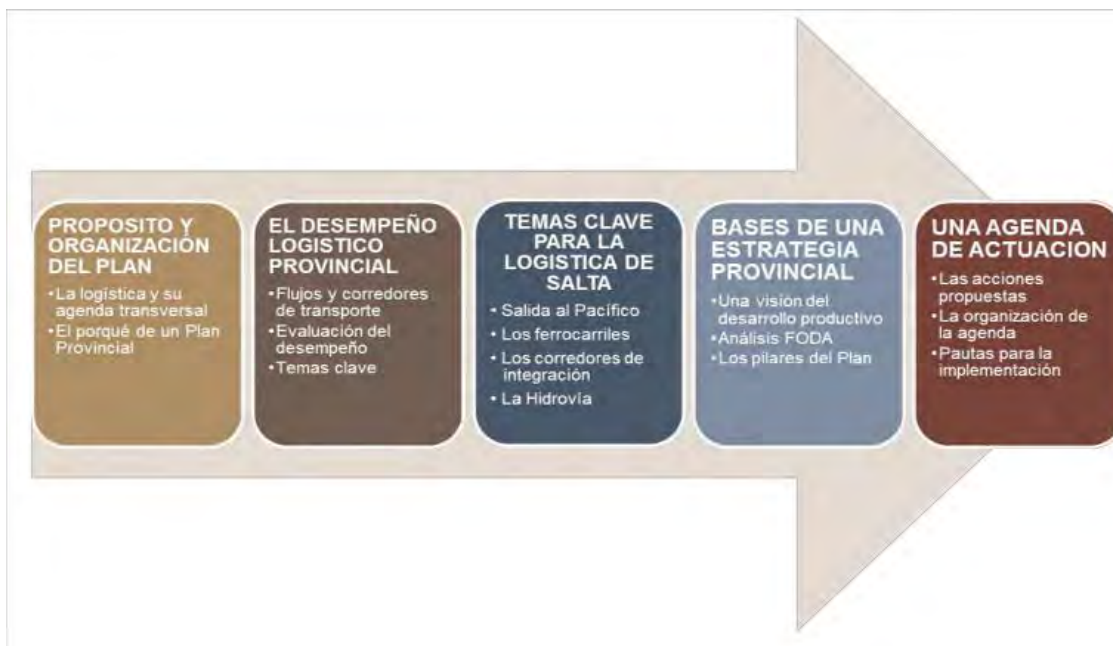 PROPOSITO Y
ORGANIZACIÓN
DEL PLAN
•La logística y su
agenda transversal
•El porqué de un Plan
Provincial
EL DESEMPEÑO
LOGISTICO
PROVINCIAL
•Flujos y corredores
de transporte
•Evaluación del
desempeño
•Temas clave
TEMAS CLAVE
PARA LA
LOGISTICA DE
SALTA
• Salida al Pacífico
• Los ferrocarriles
• Los corredores de
integración
• La Hidrovía
BASES DE UNA
ESTRATEGIA
PROVINCIAL
•Una visión del
desarrollo productivo
•Análisis FODA
•Los pilares del Plan
UNA AGENDA
DE ACTUACION
•Las acciones
propuestas
•La organización de
la agenda
•Pautas para la
implementación